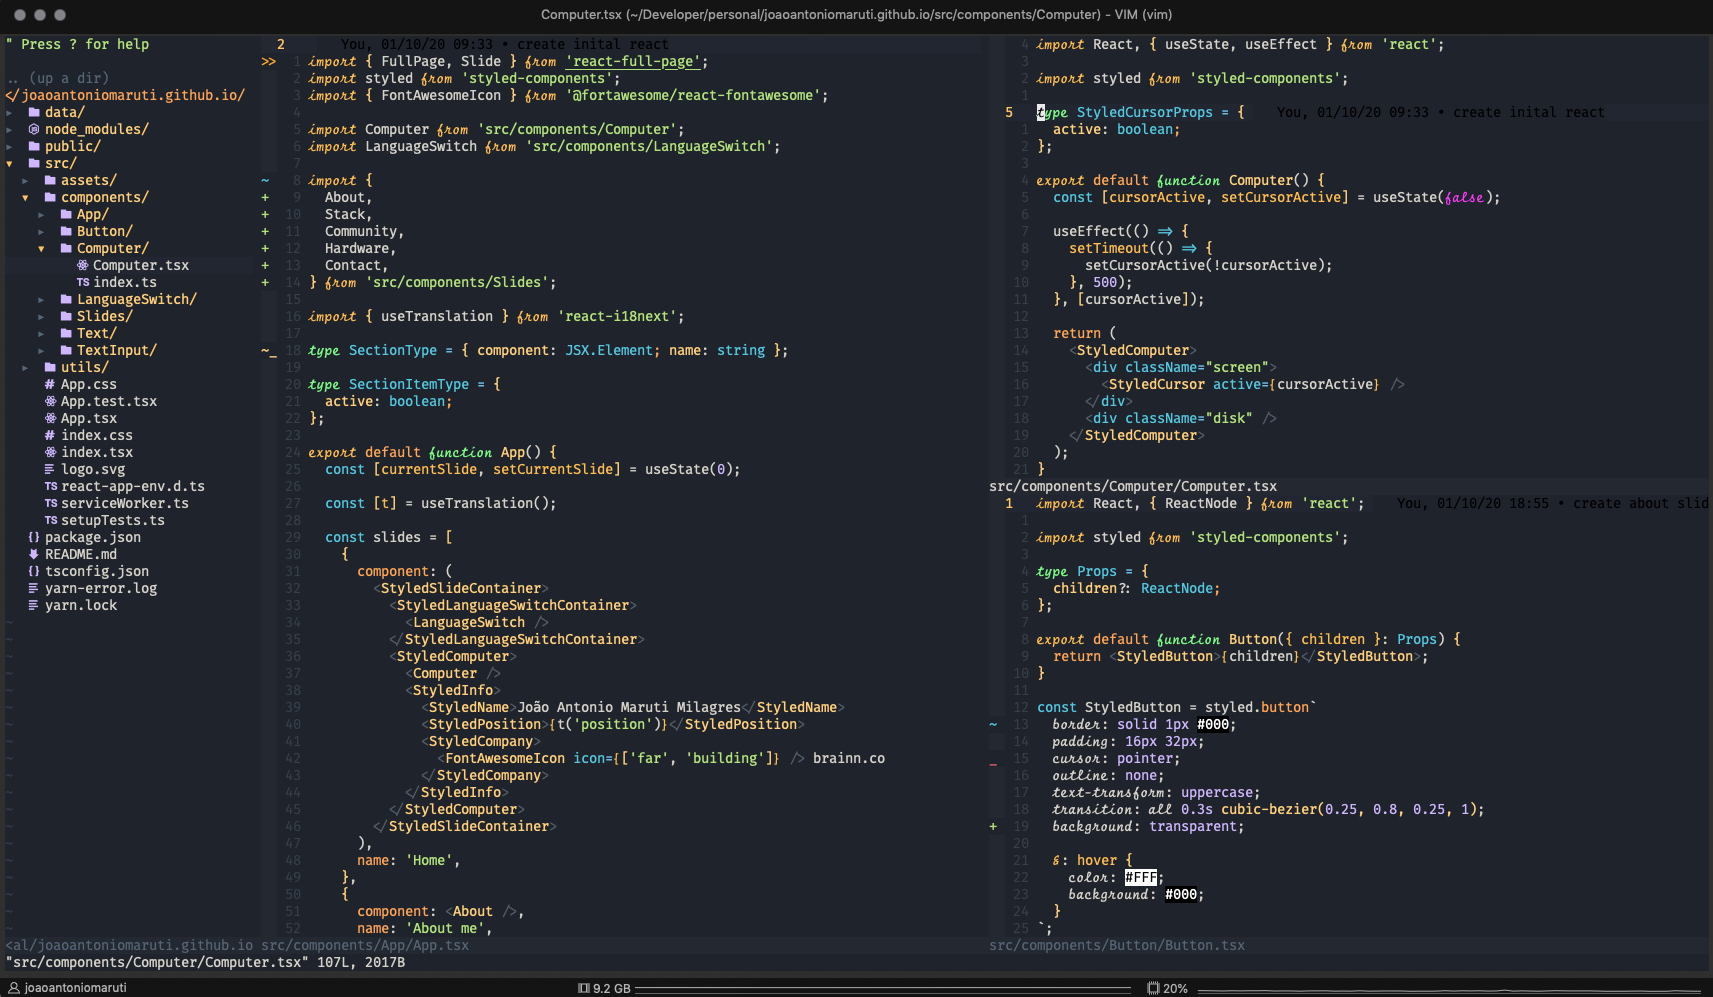 Computer.tsx (~/Developer/personal/joaoantoniomaruti.github.io/src/components/Computer) - VIM (vim)
" Press ? for help
.. (up a dir)
</joaoantoniomaruti.github.io/
▸ data/
▸ node_modules/
▸ public/
▾ src/
▸ assets/
▾ components/
▸ App/
▸ Button/
▾ Computer/
Computer.tsx
TS index.ts
▸ LanguageSwitch/
▸ Slides/
▸ Text/
▸ TextInput/
▸ utils/
# App.css
App.test.tsx
App.tsx
# index.css
index.tsx
logo.svg
TS react-app-env.d.ts
TS serviceWorker.ts
TS setupTests.ts
{} package.json
README.md
{} tsconfig.json
yarn-error.log
yarn.lock
<al/joaoantoniomaruti.github.io
2 You, 01/10/20 09:33 • create inital react
>> 1 import { FullPage, Slide } from 'react-full-page';
2 import styled from 'styled-components';
3 import { FontAwesomeIcon } from '@fortawesome/react-fontawesome';
4
5 import Computer from 'src/components/Computer';
6 import LanguageSwitch from 'src/components/LanguageSwitch';
7
~ 8 import {
+ 9 About,
+ 10 Stack,
+ 11 Community,
+ 12 Hardware,
+ 13 Contact,
+ 14 } from 'src/components/Slides';
15
16 import { useTranslation } from 'react-i18next';
17
~_ 18 type SectionType = { component: JSX.Element; name: string };
19
20 type SectionItemType = {
21 active: boolean;
22 };
23
24 export default function App() {
25 const [currentSlide, setCurrentSlide] = useState(0);
26
27 const [t] = useTranslation();
28
29 const slides = [
30 {
31 component: (
32 <StyledSlideContainer>
33 <StyledLanguageSwitchContainer>
34 <LanguageSwitch />
35 </StyledLanguageSwitchContainer>
36 <StyledComputer>
37 <Computer />
38 <StyledInfo>
39 <StyledName>João Antonio Maruti Milagres</StyledName>
40 <StyledPosition>{t('position')}</StyledPosition>
41 <StyledCompany>
42 <FontAwesomeIcon icon={['far', 'building']} /> brainn.co
43 </StyledCompany>
44 </StyledInfo>
45 </StyledComputer>
46 </StyledSlideContainer>
47 ),
48 name: 'Home',
49 },
50 {
51 component: <About />,
52 name: 'About me',
src/components/App/App.tsx
4 import React, { useState, useEffect } from 'react';
3
2 import styled from 'styled-components';
1
5 type StyledCursorProps = { You, 01/10/20 09:33 • create inital react
1 active: boolean;
2 };
3
4 export default function Computer() {
5 const [cursorActive, setCursorActive] = useState(false);
6
7 useEffect(() => {
8 setTimeout(() => {
9 setCursorActive(!cursorActive);
10 }, 500);
11 }, [cursorActive]);
12
13 return (
14 <StyledComputer>
15 <div className="screen">
16 <StyledCursor active={cursorActive} />
17 </div>
18 <div className="disk" />
19 </StyledComputer>
20 );
21 }
src/components/Computer/Computer.tsx
1 import React, { ReactNode } from 'react'; You, 01/10/20 18:55 • create about slid
1
2 import styled from 'styled-components';
3
4 type Props = {
5 children?: ReactNode;
6 };
7
8 export default function Button({ children }: Props) {
9 return <StyledButton>{children}</StyledButton>;
10 }
11
12 const StyledButton = styled.button`
~ 13 border: solid 1px #000;
14 padding: 16px 32px;
_ 15 cursor: pointer;
16 outline: none;
17 text-transform: uppercase;
18 transition: all 0.3s cubic-bezier(0.25, 0.8, 0.25, 1);
+ 19 background: transparent;
20
21 &: hover {
22 color: #FFF;
23 background: #000;
24 }
25 `;
src/components/Button/Button.tsx
"src/components/Computer/Computer.tsx" 107L, 2017B
joaoantoniomaruti
9.2 GB
20%